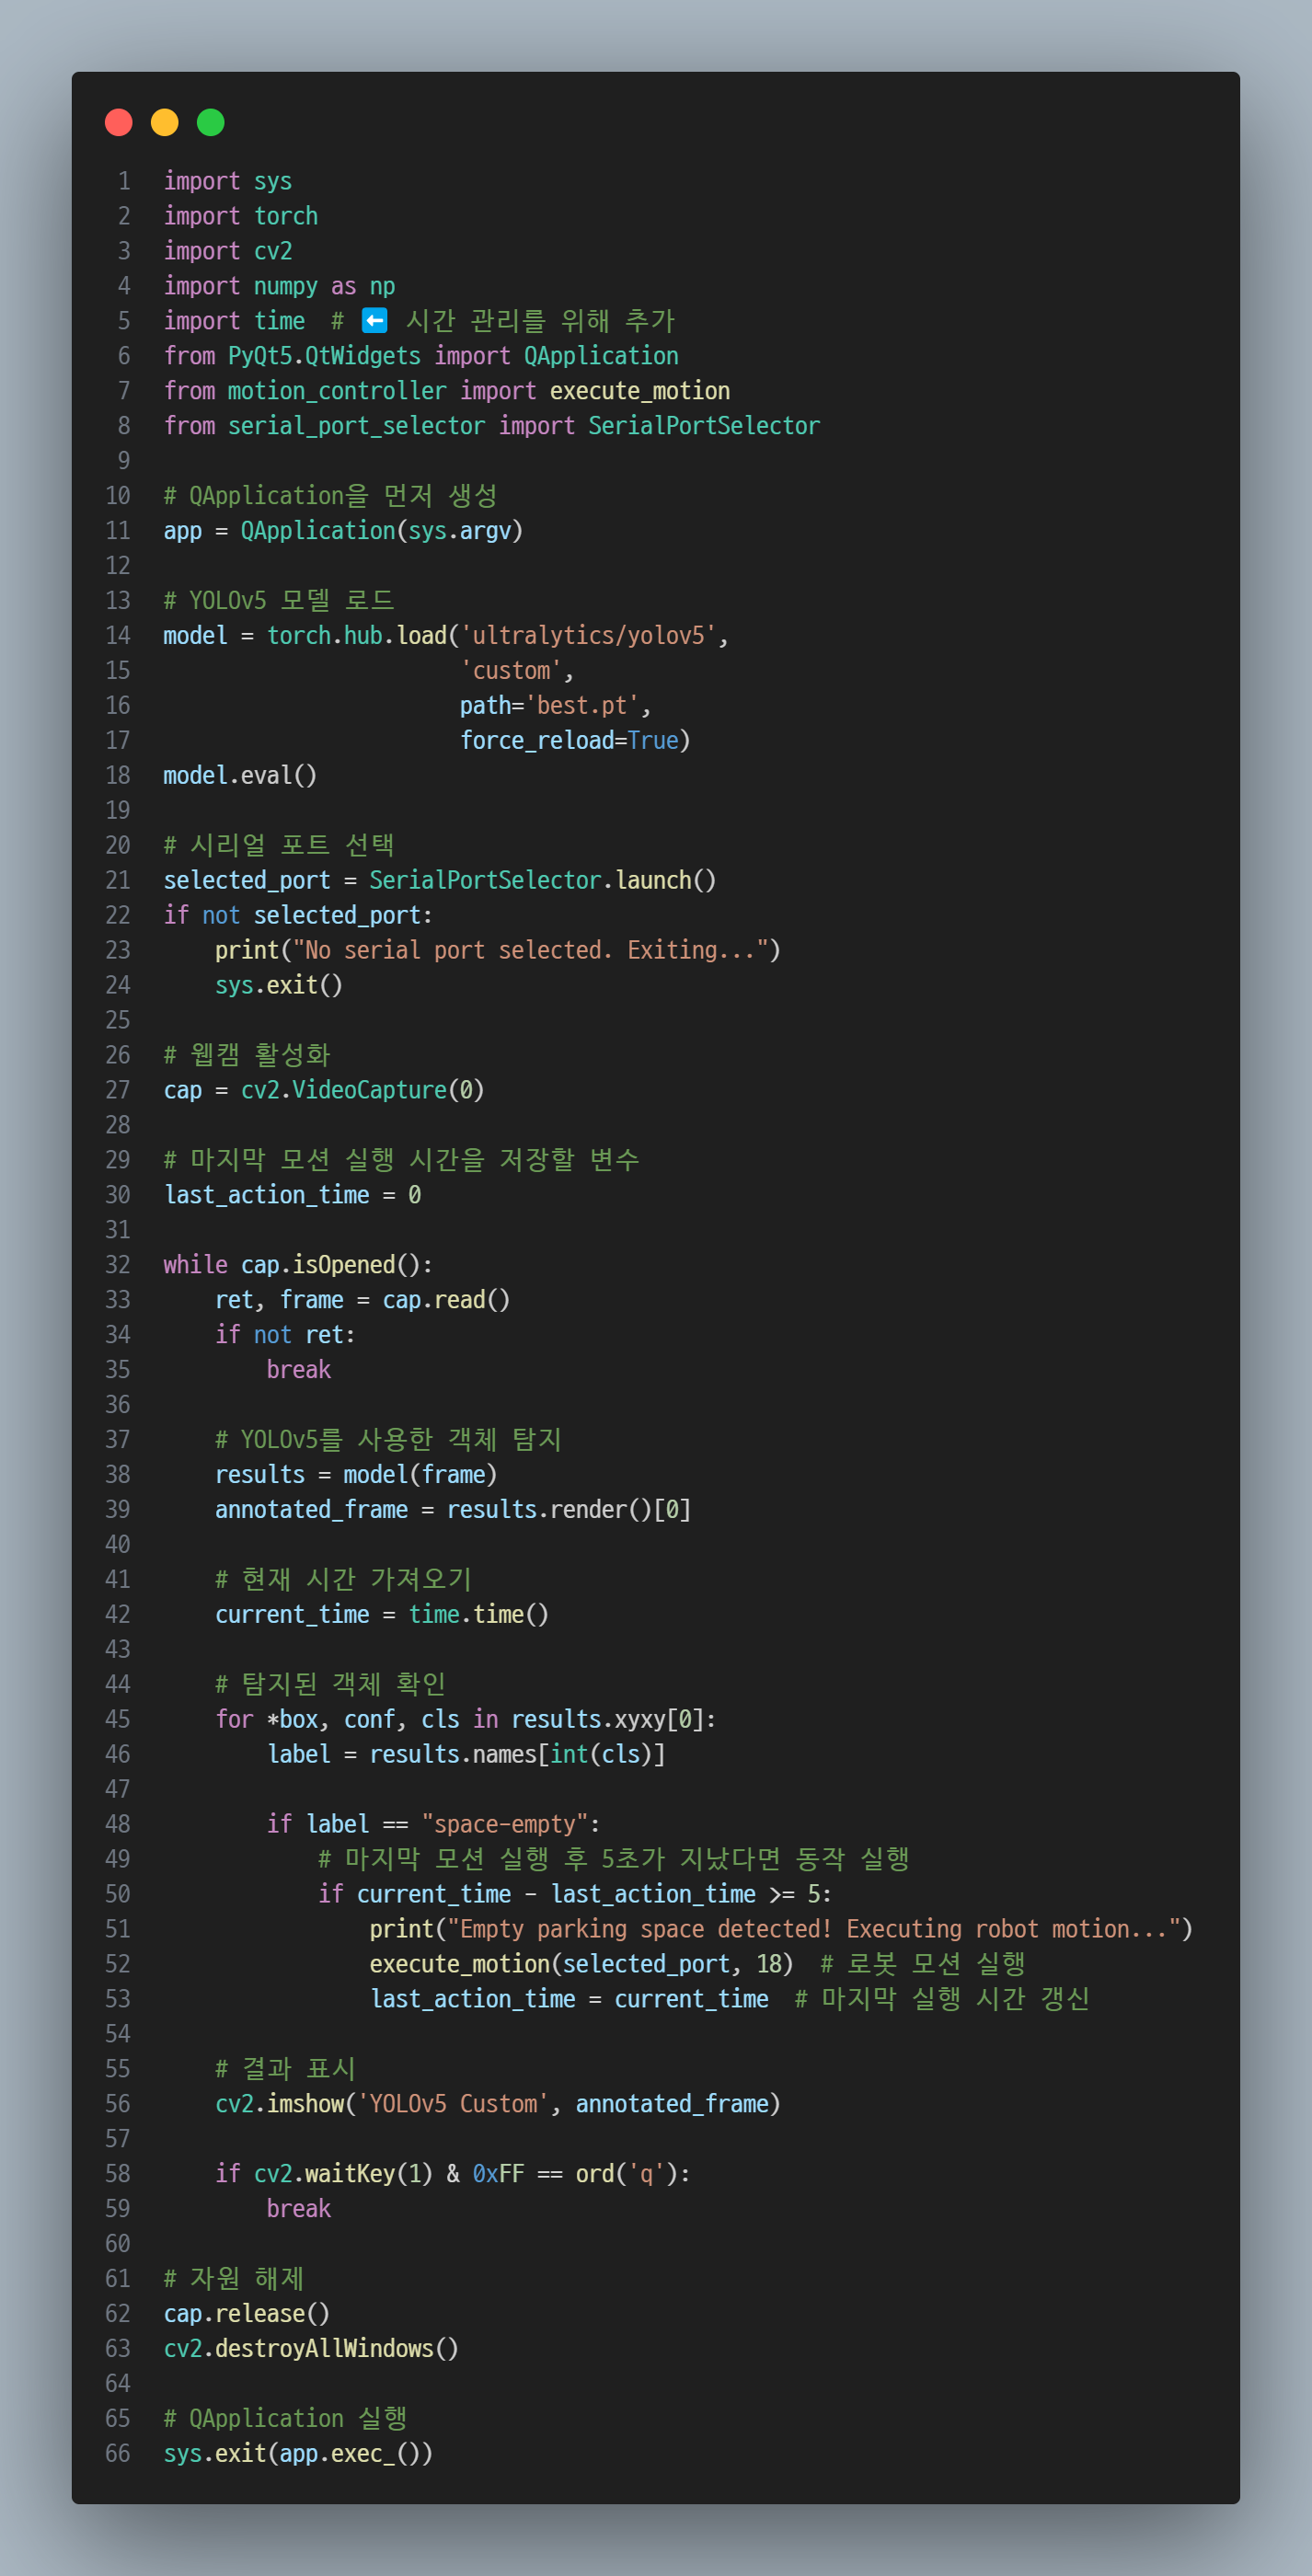 1 import sys
2 import torch
3 import cv2
4 import numpy as np
5 import time  # ⬅️ 시간 관리를 위해 추가
6 from PyQt5.QtWidgets import QApplication
7 from motion_controller import execute_motion
8 from serial_port_selector import SerialPortSelector
9
10 # QApplication을 먼저 생성
11 app = QApplication(sys.argv)
12
13 # YOLOv5 모델 로드
14 model = torch.hub.load('ultralytics/yolov5',
15                        'custom',
16                        path='best.pt',
17                        force_reload=True)
18 model.eval()
19
20 # 시리얼 포트 선택
21 selected_port = SerialPortSelector.launch()
22 if not selected_port:
23     print("No serial port selected. Exiting...")
24     sys.exit()
25
26 # 웹캠 활성화
27 cap = cv2.VideoCapture(0)
28
29 # 마지막 모션 실행 시간을 저장할 변수
30 last_action_time = 0
31
32 while cap.isOpened():
33     ret, frame = cap.read()
34     if not ret:
35         break
36
37     # YOLOv5를 사용한 객체 탐지
38     results = model(frame)
39     annotated_frame = results.render()[0]
40
41     # 현재 시간 가져오기
42     current_time = time.time()
43
44     # 탐지된 객체 확인
45     for *box, conf, cls in results.xyxy[0]:
46         label = results.names[int(cls)]
47
48         if label == "space-empty":
49             # 마지막 모션 실행 후 5초가 지났다면 동작 실행
50             if current_time - last_action_time >= 5:
51                 print("Empty parking space detected! Executing robot motion...")
52                 execute_motion(selected_port, 18)  # 로봇 모션 실행
53                 last_action_time = current_time  # 마지막 실행 시간 갱신
54
55     # 결과 표시
56     cv2.imshow('YOLOv5 Custom', annotated_frame)
57
58     if cv2.waitKey(1) & 0xFF == ord('q'):
59         break
60
61 # 자원 해제
62 cap.release()
63 cv2.destroyAllWindows()
64
65 # QApplication 실행
66 sys.exit(app.exec_())